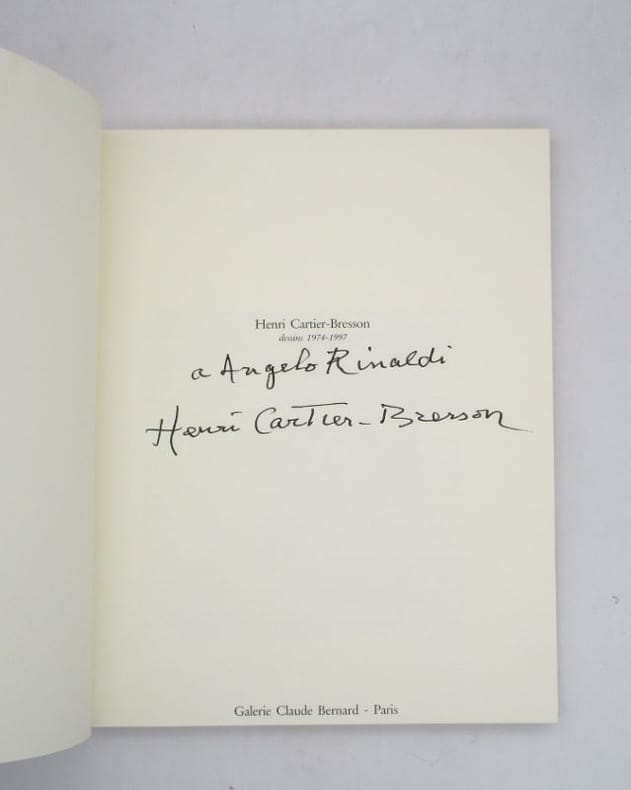 Henri Cartier-Bresson
dessins 1974-1997
a Angelo Rinaldi
Henri Cartier-Bresson
Galerie Claude Bernard - Paris